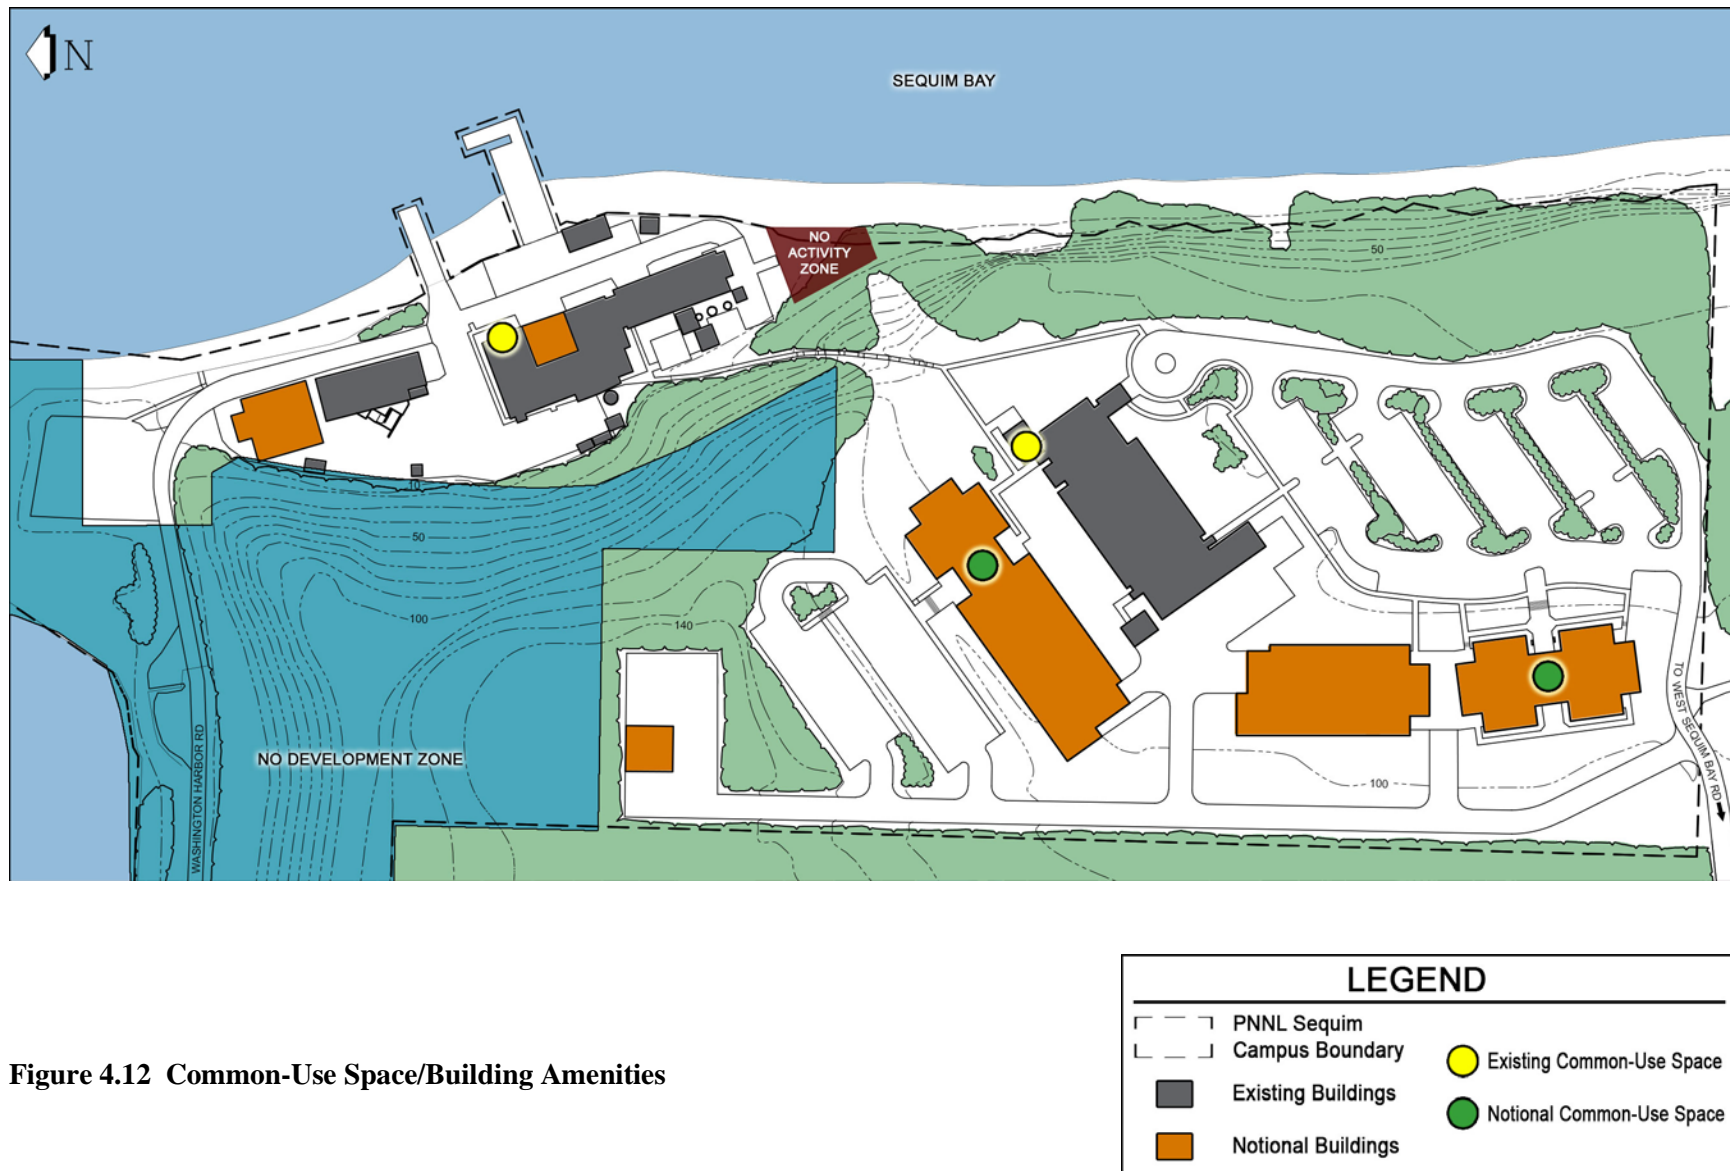 N
SEQUIM BAY
NO
ACTIVITY
ZONE
50
10
50
100
140
NO DEVELOPMENT ZONE
WASHINGTON HARBOR RD
100
TO WEST SEQUIM BAY RD
LEGEND
PNNL Sequim
Campus Boundary
Existing Buildings
Notional Buildings
Existing Common-Use Space
Notional Common-Use Space
Figure 4.12 Common-Use Space/Building Amenities